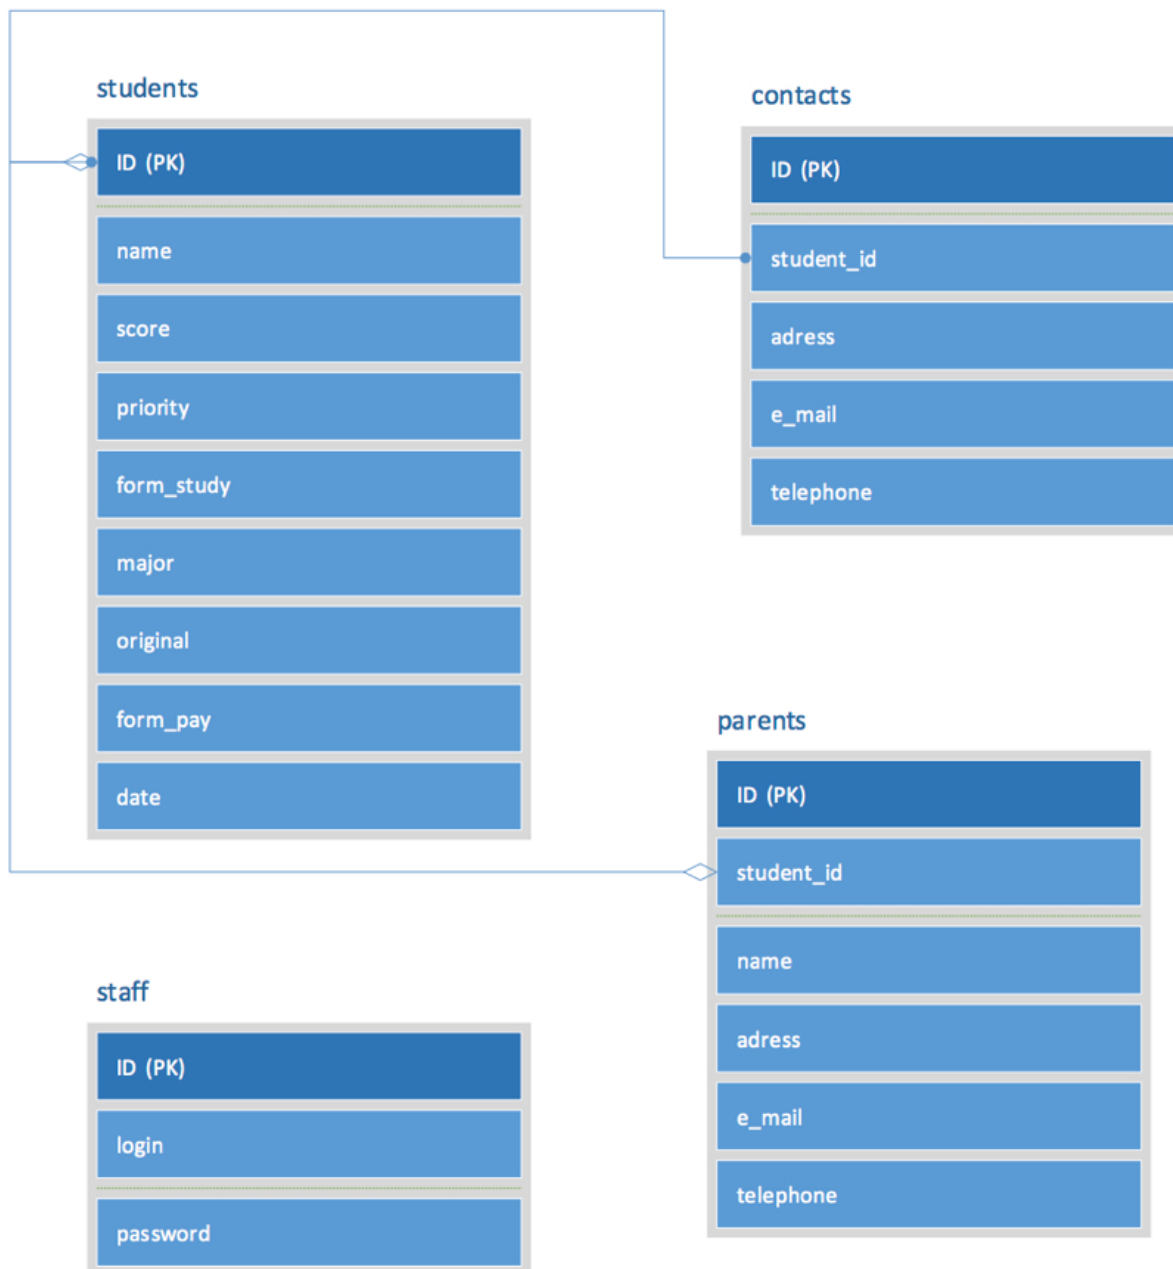 students
ID (PK)
name
score
priority
form_study
major
original
form_pay
date
contacts
ID (PK)
student_id
adress
e_mail
telephone
parents
ID (PK)
student_id
name
adress
e_mail
telephone
staff
ID (PK)
login
password